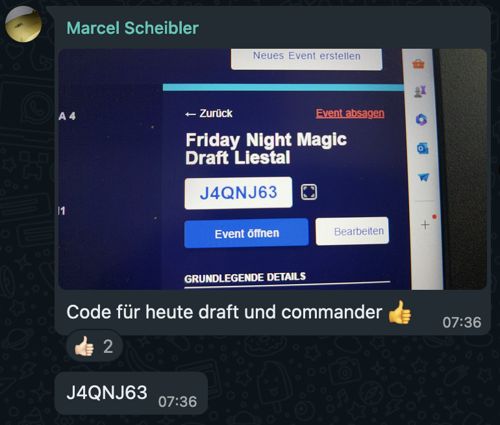 Marcel Scheibler
Neues Event erstellen
A 4
← Zurück
Event absagen
Friday Night Magic
Draft Liestal
J4QNJ63
Event öffnen
Bearbeiten
GRUNDLEGENDE DETAILS
Code für heute draft und commander 👍
07:36
👍🏻 2
J4QNJ63 07:36